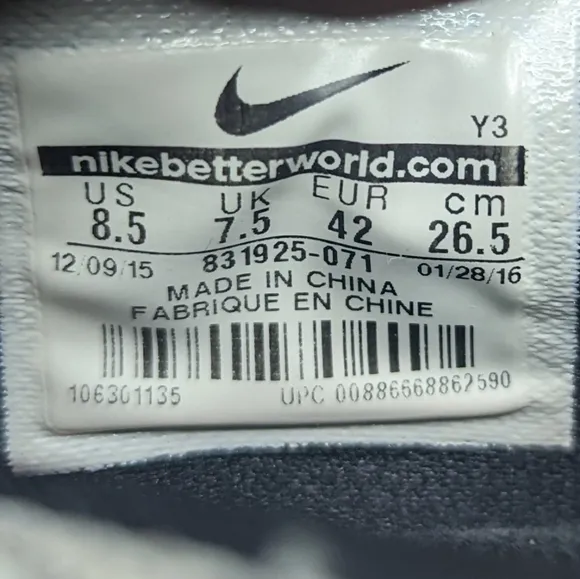 Y3
nikebetterworld.com
US UK EUR cm
8.5 7.5 42 26.5
12/09/15 831925-071 01/28/16
MADE IN CHINA
FABRIQUE EN CHINE
106301135 UPC 00886668862590